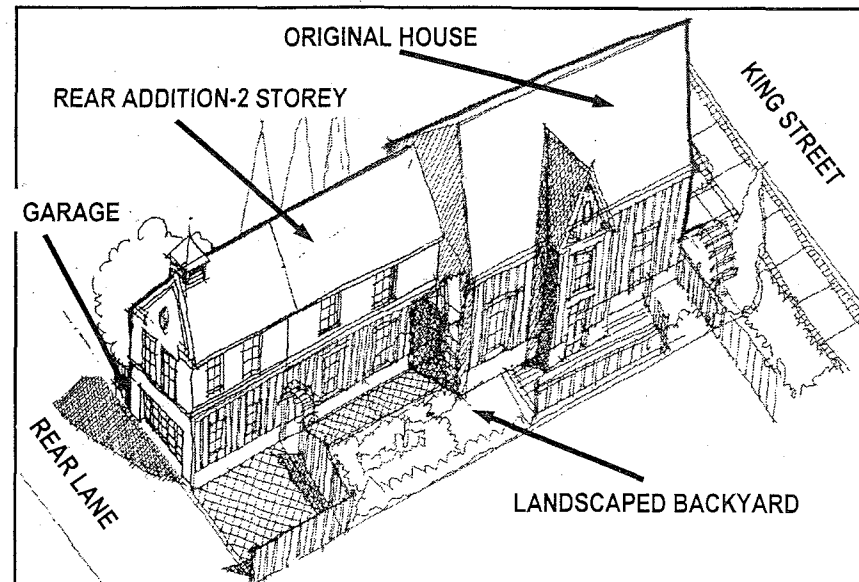 ORIGINAL HOUSE
KING STREET
REAR ADDITION-2 STOREY
GARAGE
REAR LANE
LANDSCAPED BACKYARD